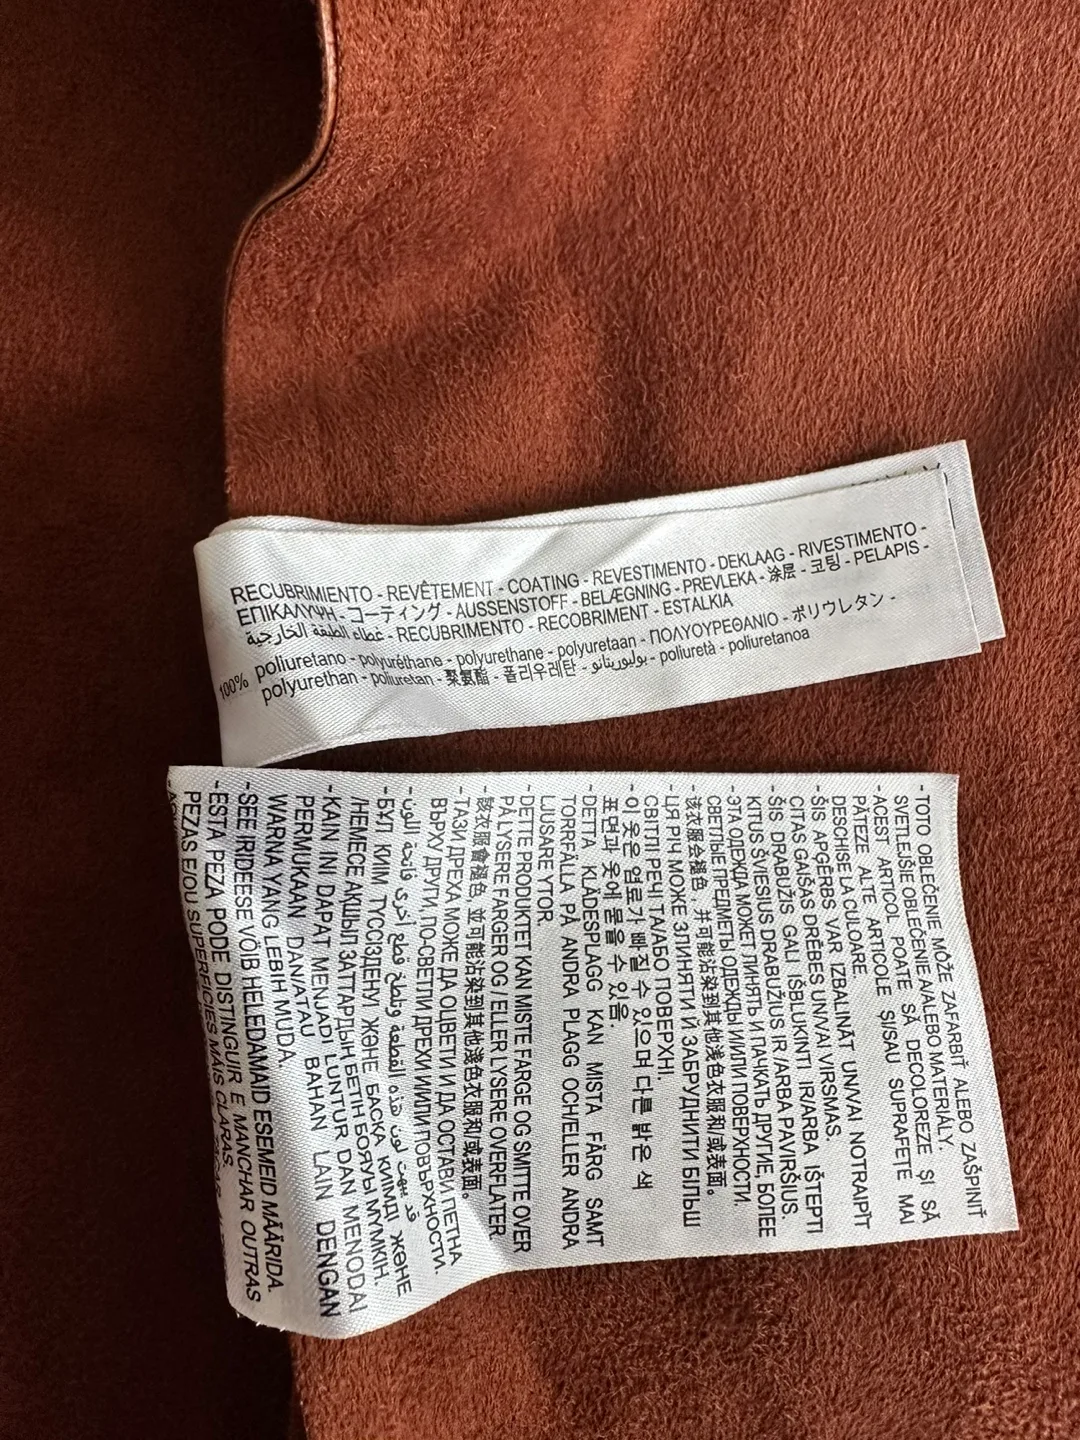 RECUBRIMIENTO - REVÊTEMENT - COATING - REVESTIMENTO - DEKLAAG - RIVESTIMENTO -
ΕΠΙΚΑΛΥΨΗ - コーティング - AUSSENSTOFF - BELÆGNING - PREVLEKA - 涂层 - 코팅 - PELAPIS -
غطاء الطبقة الخارجية - RECUBRIMENTO - RECOBRIMENT - ESTALKIA
100% poliuretano - polyuréthane - polyurethane - polyuretaan - ΠΟΛΥΟΥΡΕΘΑΝΙΟ - ポリウレタン -
polyurethan - poliuretan - 聚氨酯 - 폴리우레탄 - بوليوريتانو - poliuretà - poliuretanoa
-TOTO OBLEČENIE MÔŽE ZAFARBIŤ ALEBO ZAŠPINIŤ
SVETLEJŠIE OBLEČENIE A/ALEBO MATERIÁLY.
-ACEST ARTICOL POATE SĂ DECOLOREZE ȘI SĂ
PĂTEZE ALTE ARTICOLE ȘI/SAU SUPRAFEȚE MAI
DESCHISE LA CULOARE
-ŠIS APĢĒRBS VAR IZBALINĀT UN/VAI NOTRAIPĪT
CITAS GAIŠAS DRĒBES UN/VAI VIRSMAS.
-ŠIS DRABUŽIS GALI IŠBLUKINTI IR/ARBA IŠTEPTI
KITUS ŠVIESIUS DRABUŽIUS IR /ARBA PAVIRŠIUS.
-ЭТА ОДЕЖДА МОЖЕТ ЛИНЯТЬ И ПАЧКАТЬ ДРУГИЕ, БОЛЕЕ
СВЕТЛЫЕ ПРЕДМЕТЫ ОДЕЖДЫ И/ИЛИ ПОВЕРХНОСТИ.
-该衣服会褪色，并可能沾染到其他浅色衣服和/或表面。
-ЦЯ РІЧ МОЖЕ ЗЛИНЯТИ Й ЗАБРУДНИТИ БІЛЬШ
СВІТЛІ РЕЧІ ТА/АБО ПОВЕРХНІ.
-이 옷은 염료가 빠질 수 있으며 다른 밝은 색
표면과 옷에 물을 수 있음.
-DETTA KLÄDESPLAGG KAN MISTA FÄRG SAMT
TORRFÄLLA PÅ ANDRA PLAGG OCH/ELLER ANDRA
LJUSARE YTOR.
-DETTE PRODUKTET KAN MISTE FARGE OG SMITTE OVER
PÅ LYSERE FARGER OG / ELLER LYSERE OVERFLATER
-該衣服會褪色, 並可能沾染到其他淺色衣服和/或表面。
-ТАЗИ ДРЕХА МОЖЕ ДА ОЦВЕТИ И ДА ОСТАВИ ПЕТНА
ВЪРХУ ДРУГИ, ПО-СВЕТЛИ ДРЕХИ И/ИЛИ ПОВЪРХНОСТИ.
- قد يبهت لون هذه القطعة وتلطخ قطع أخرى فاتحة اللون
-БҰЛ КИІМ ТҮССІЗДЕНУІ ЖӘНЕ БАСҚА КИІМДІ ЖӘНЕ
/НЕМЕСЕ АҚШЫЛ ЗАТТАРДЫҢ БЕТІН БОЯУЫ МҮМКІН.
-KAIN INI DAPAT MENJADI LUNTUR DAN MENODAI
PERMUKAAN DAN/ATAU BAHAN LAIN DENGAN
WARNA YANG LEBIH MUDA.
-SEE RIDEESE VÕIB HELEDAMAID ESEMEID MÄÄRIDA.
-ESTA PEZA PODE DISTINGUIR E MANCHAR OUTRAS
PEZAS E/OU SUPERFICIES MAIS CLARAS.